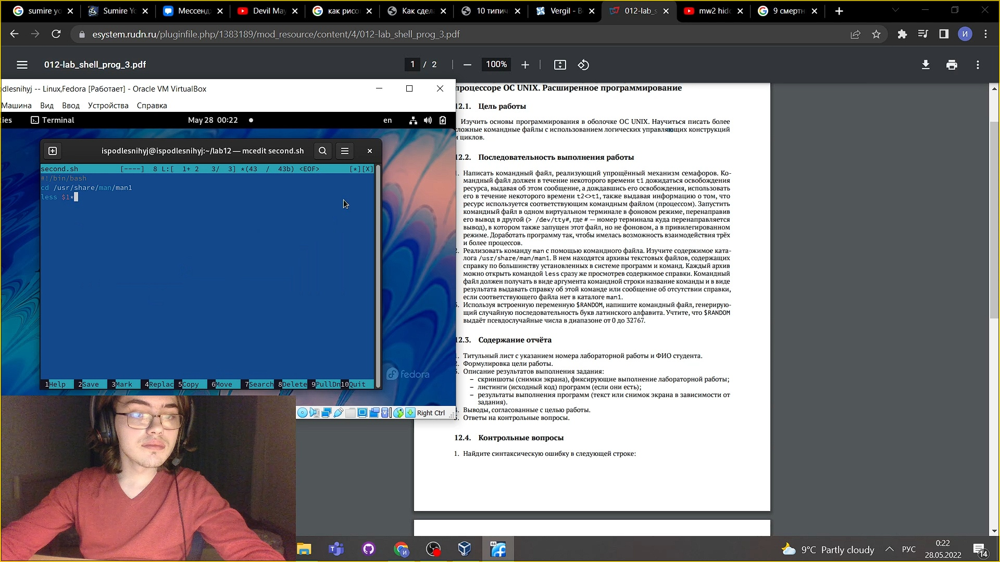 sumire yo
Sumire Yo
Мессенд
Devil May
как рисо
Как сдел
10 типич
Vergil - В
012-lab_s
mw2 hid
9 смертн
esystem.rudn.ru/pluginfile.php/1383189/mod_resource/content/4/012-lab_shell_prog_3.pdf
И
012-lab_shell_prog_3.pdf
1 / 2
100%
dlesnihyj -- Linux,Fedora [Работает] - Oracle VM VirtualBox
Машина Вид Ввод Устройства Справка
ies Terminal May 28 00:22 en
ispodlesnihyj@ispodlesnihyj:~/lab12 — mcedit second.sh
second.sh [----] 8 L:[ 1+ 2 3/ 3] *(43 / 43b) <EOF> [*][X]
#!/bin/bash
cd /usr/share/man/man1
less $1*
fedora
1Help 2Save 3Mark 4Replac 5Copy 6Move 7Search 8Delete 9PullDn 10Quit
Right Ctrl
процессоре ОС UNIX. Расширенное программирование
12.1. Цель работы
Изучить основы программирования в оболочке ОС UNIX. Научиться писать более
сложные командные файлы с использованием логических управляющих конструкций
и циклов.
12.2. Последовательность выполнения работы
1. Написать командный файл, реализующий упрощённый механизм семафоров. Ко-
мандный файл должен в течение некоторого времени t1 дожидаться освобождения
ресурса, выдавая об этом сообщение, а дождавшись его освобождения, использовать
его в течение некоторого времени t2<>t1, также выдавая информацию о том, что
ресурс используется соответствующим командным файлом (процессом). Запустить
командный файл в одном виртуальном терминале в фоновом режиме, перенаправив
его вывод в другой (> /dev/tty#, где # — номер терминала куда перенаправляется
вывод), в котором также запущен этот файл, но не фоновом, а в привилегированном
режиме. Доработать программу так, чтобы имелась возможность взаимодействия трёх
и более процессов.
2. Реализовать команду man с помощью командного файла. Изучите содержимое ката-
лога /usr/share/man/man1. В нем находятся архивы текстовых файлов, содержащих
справку по большинству установленных в системе программ и команд. Каждый архив
можно открыть командой less сразу же просмотрев содержимое справки. Командный
файл должен получать в виде аргумента командной строки название команды и в виде
результата выдавать справку об этой команде или сообщение об отсутствии справки,
если соответствующего файла нет в каталоге man1.
3. Используя встроенную переменную $RANDOM, напишите командный файл, генерирую-
щий случайную последовательность букв латинского алфавита. Учтите, что $RANDOM
выдаёт псевдослучайные числа в диапазоне от 0 до 32767.
12.3. Содержание отчёта
1. Титульный лист с указанием номера лабораторной работы и ФИО студента.
2. Формулировка цели работы.
3. Описание результатов выполнения задания:
– скриншоты (снимки экрана), фиксирующие выполнение лабораторной работы;
– листинги (исходный код) программ (если они есть);
– результаты выполнения программ (текст или снимок экрана в зависимости от
задания).
4. Выводы, согласованные с целью работы.
5. Ответы на контрольные вопросы.
12.4. Контрольные вопросы
1. Найдите синтаксическую ошибку в следующей строке:
64
9°C Partly cloudy
РУС
0:22
28.05.2022
14